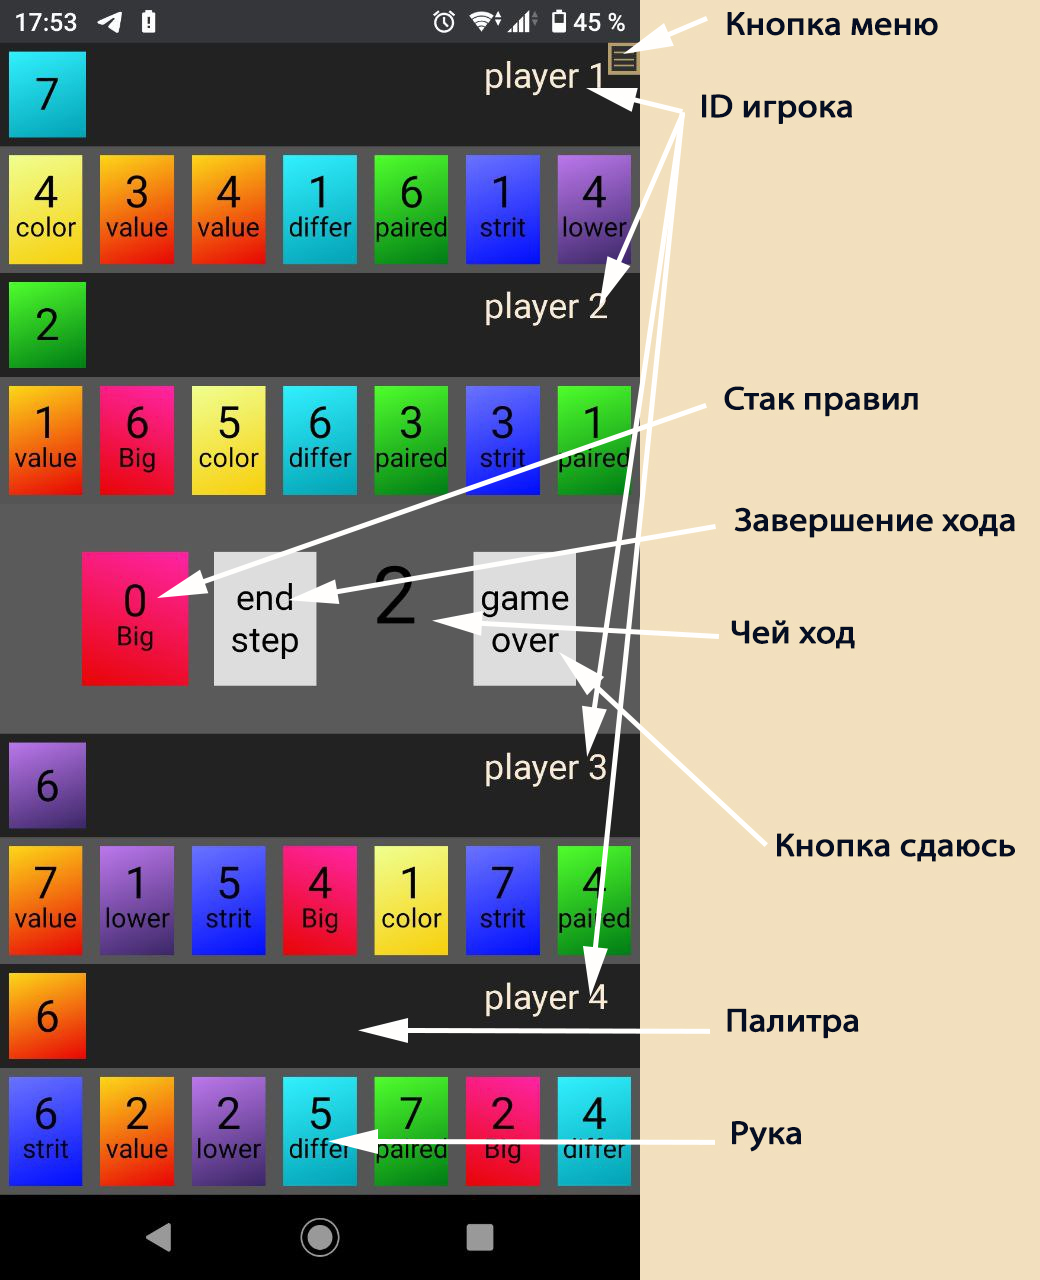 17:53 45 %
Кнопка меню
7 player 1
ID игрока
4 3 4 1 6 1 4
color value value differ paired strit lower
2 player 2
1 6 5 6 3 3 1
value Big color differ paired strit paired
Стак правил
Завершение хода
0
Big
end
step
2
game
over
Чей ход
6 player 3
Кнопка сдаюсь
7 1 5 4 1 7 4
value lower strit Big color strit paired
6 player 4
Палитра
6 2 2 5 7 2 4
strit value lower differ paired Big differ
Рука